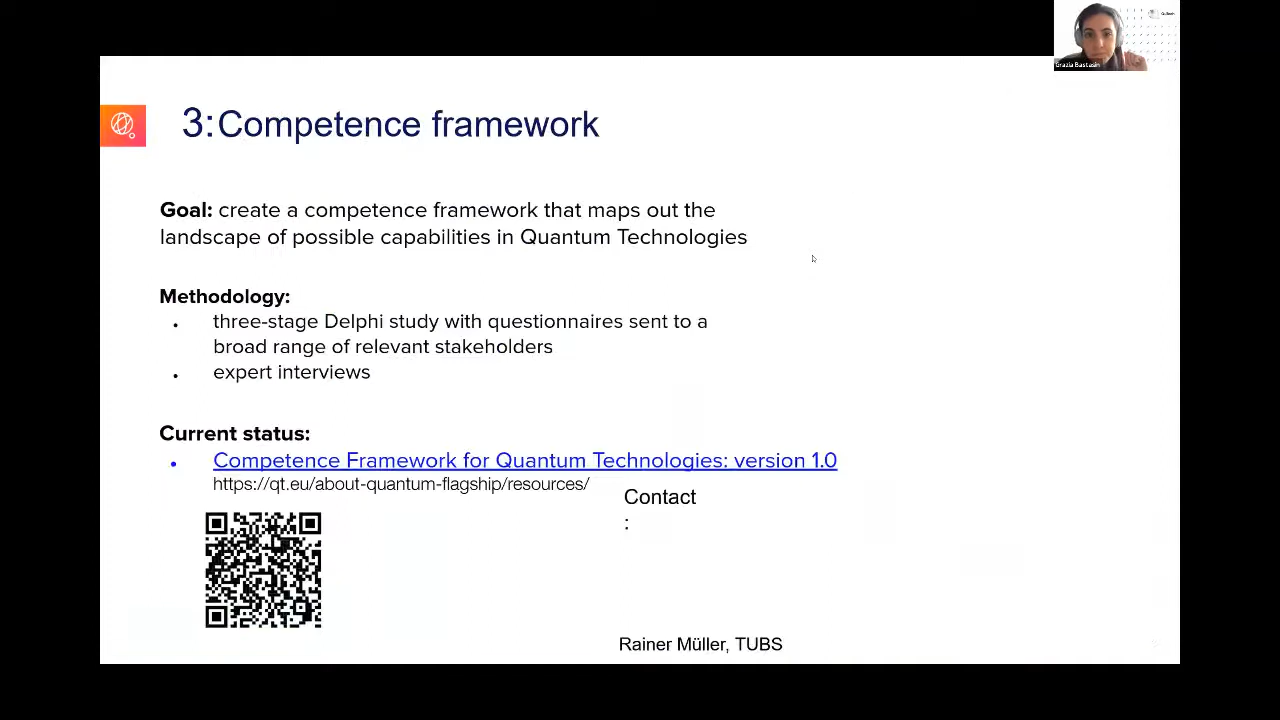 Grazia Bastasin
3:Competence framework
Goal: create a competence framework that maps out the
landscape of possible capabilities in Quantum Technologies
Methodology:
• three-stage Delphi study with questionnaires sent to a
broad range of relevant stakeholders
• expert interviews
Current status:
• Competence Framework for Quantum Technologies: version 1.0
https://qt.eu/about-quantum-flagship/resources/
Contact
:
Rainer Müller, TUBS